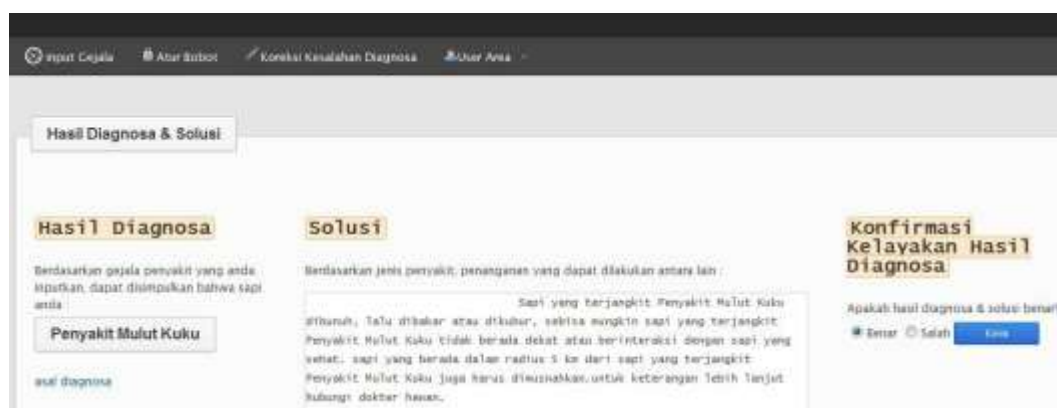 Input Gejala
Atur Bobot
Koreksi Kesalahan Diagnosa
User Area
Hasil Diagnosa & Solusi
Hasil Diagnosa
Berdasarkan gejala penyakit yang anda
inputkan, dapat disimpulkan bahwa sapi
anda :
Penyakit Mulut Kuku
asal diagnosa
Solusi
Berdasarkan jenis penyakit, penanganan yang dapat dilakukan antara lain :
Sapi yang terjangkit Penyakit Mulut Kuku
dibunuh, lalu dibakar atau dikubur, sebisa mungkin sapi yang terjangkit
Penyakit Mulut Kuku tidak berada dekat atau berinteraksi dengan sapi yang
sehat. sapi yang berada dalam radius 5 km dari sapi yang terjangkit
Penyakit Mulut Kuku juga harus dimusnahkan.untuk keterangan lebih lanjut
hubungi dokter hewan.
Konfirmasi
Kelayakan Hasil
Diagnosa
Apakah hasil diagnosa & solusi benar
Benar Salah